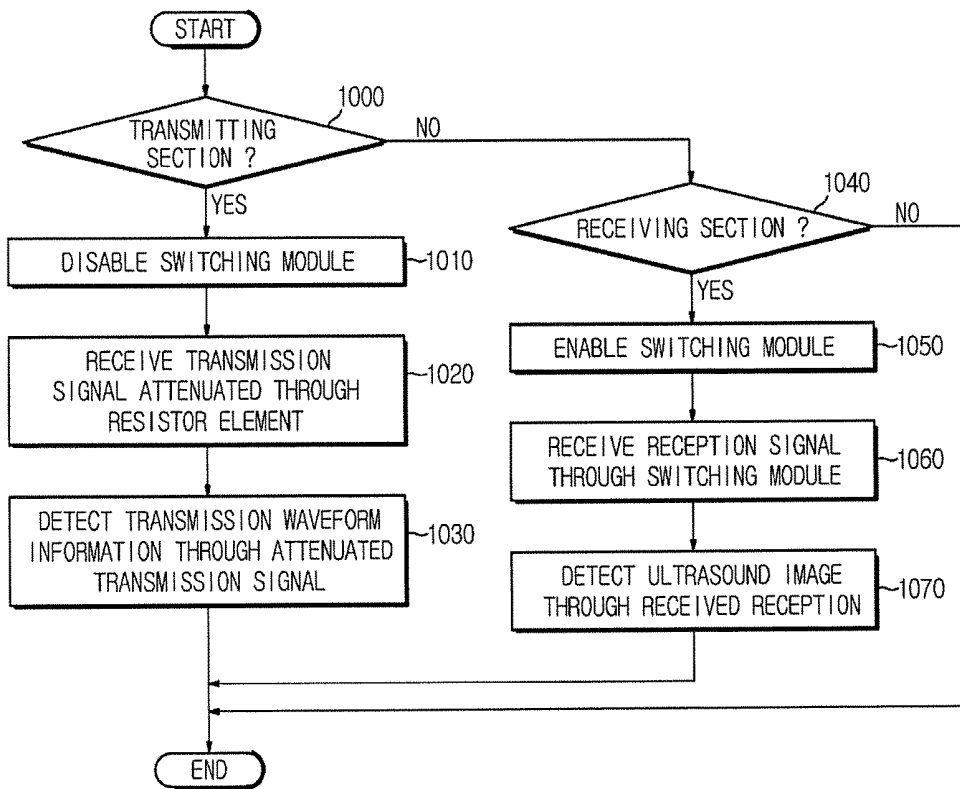 START
1000
TRANSMITTING
SECTION ?
NO
YES
DISABLE SWITCHING MODULE
1010
RECEIVE TRANSMISSION
SIGNAL ATTENUATED THROUGH
RESISTOR ELEMENT
1020
DETECT TRANSMISSION WAVEFORM
INFORMATION THROUGH ATTENUATED
TRANSMISSION SIGNAL
1030
1040
RECEIVING SECTION ?
NO
YES
ENABLE SWITCHING MODULE
1050
RECEIVE RECEPTION SIGNAL
THROUGH SWITCHING MODULE
1060
DETECT ULTRASOUND IMAGE
THROUGH RECEIVED RECEPTION
1070
END